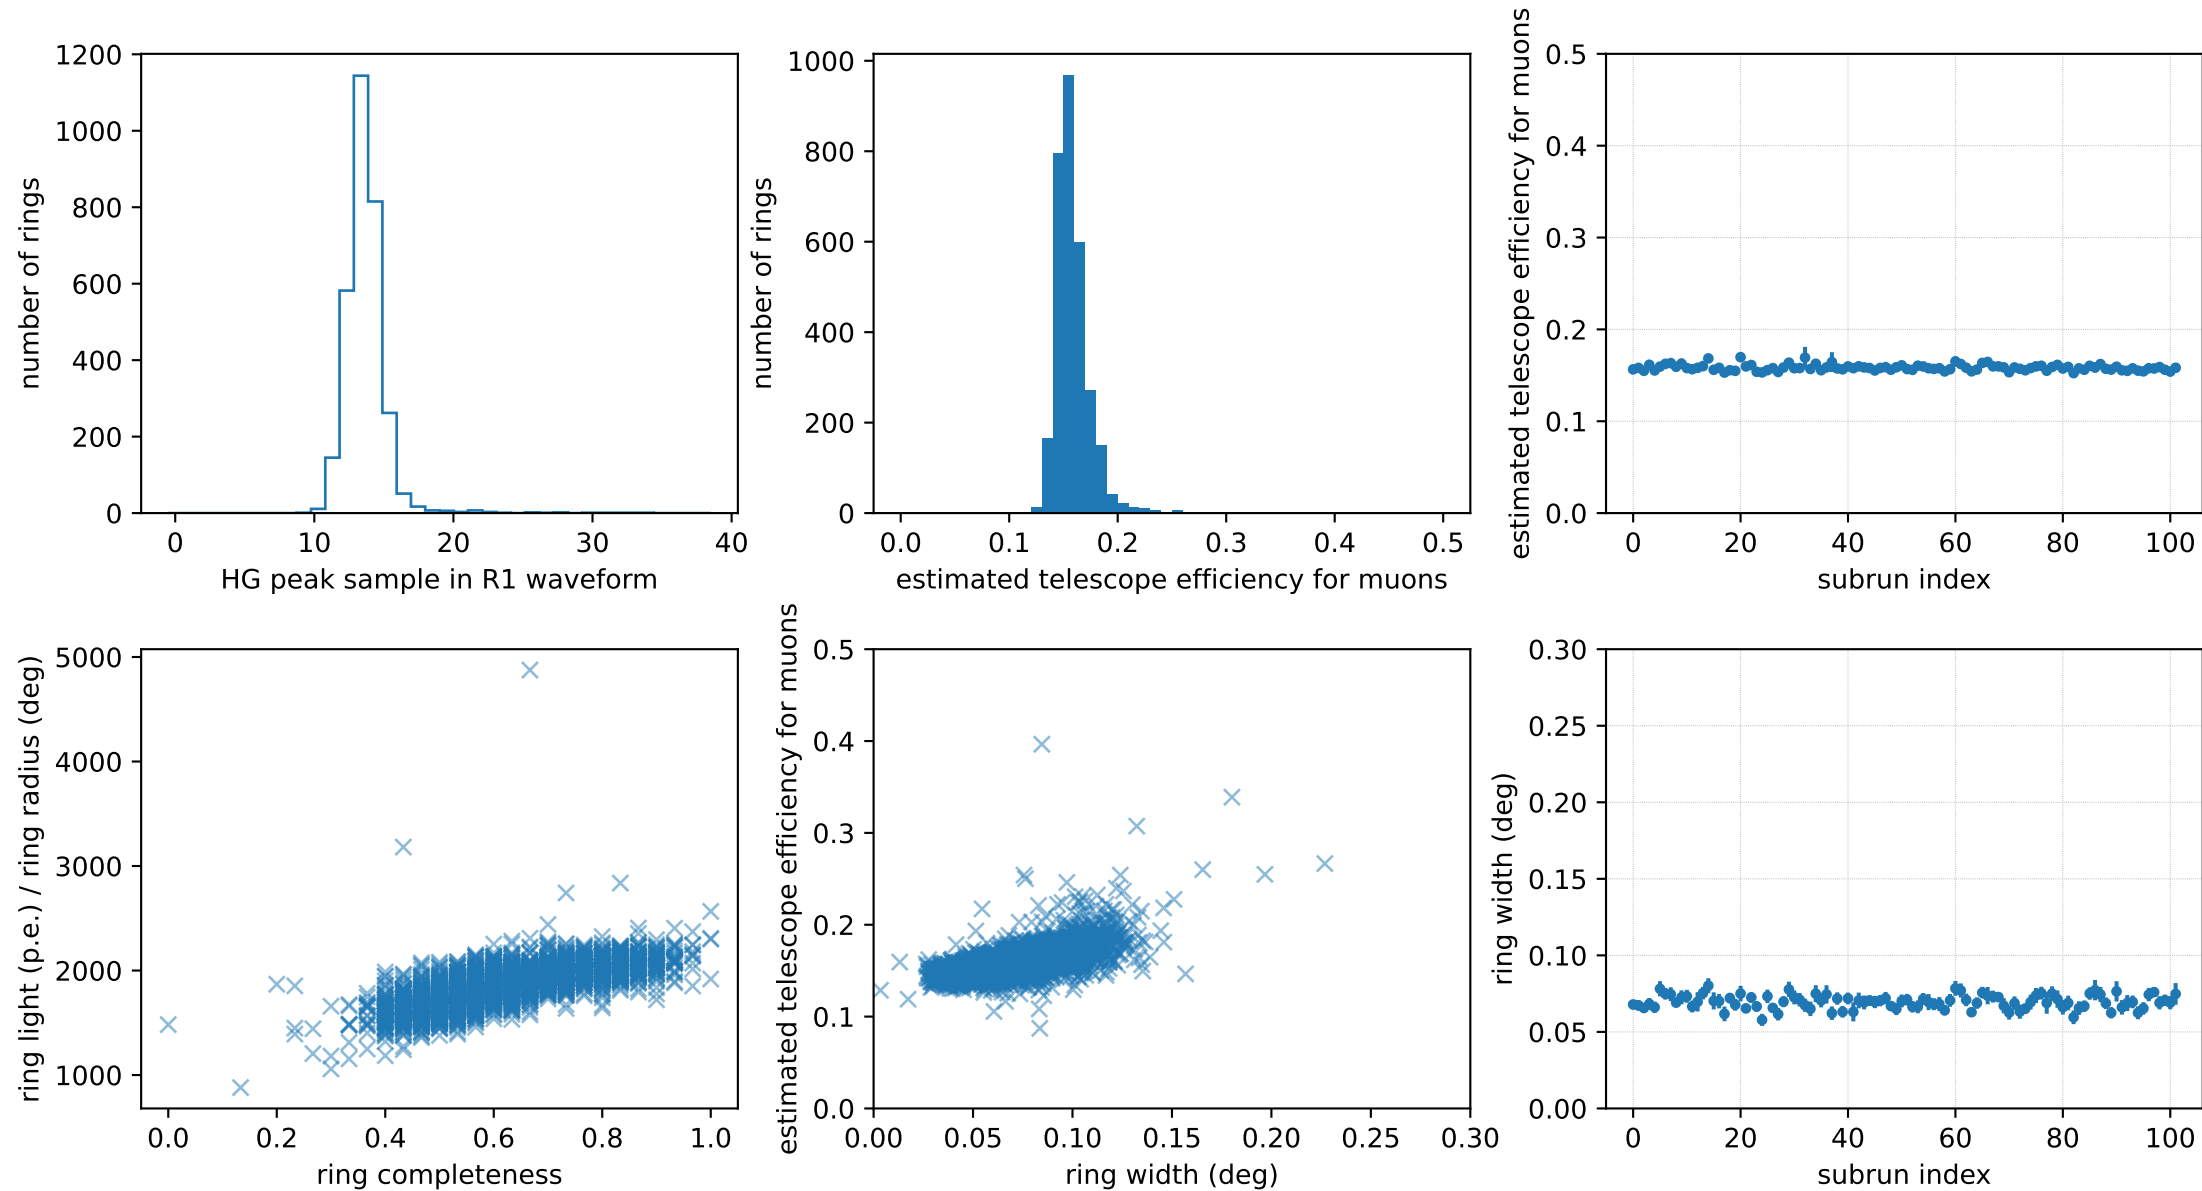 1200
1000
800
600
400
200
0
number of rings
0 10 20 30 40
HG peak sample in R1 waveform
1000
800
600
400
200
0
number of rings
0.0 0.1 0.2 0.3 0.4 0.5
estimated telescope efficiency for muons
0.5
0.4
0.3
0.2
0.1
0.0
estimated telescope efficiency for muons
0 20 40 60 80 100
subrun index
5000
4000
3000
2000
1000
ring light (p.e.) / ring radius (deg)
0.0 0.2 0.4 0.6 0.8 1.0
ring completeness
0.5
0.4
0.3
0.2
0.1
0.0
estimated telescope efficiency for muons
0.00 0.05 0.10 0.15 0.20 0.25 0.30
ring width (deg)
0.30
0.25
0.20
0.15
0.10
0.05
0.00
ring width (deg)
0 20 40 60 80 100
subrun index